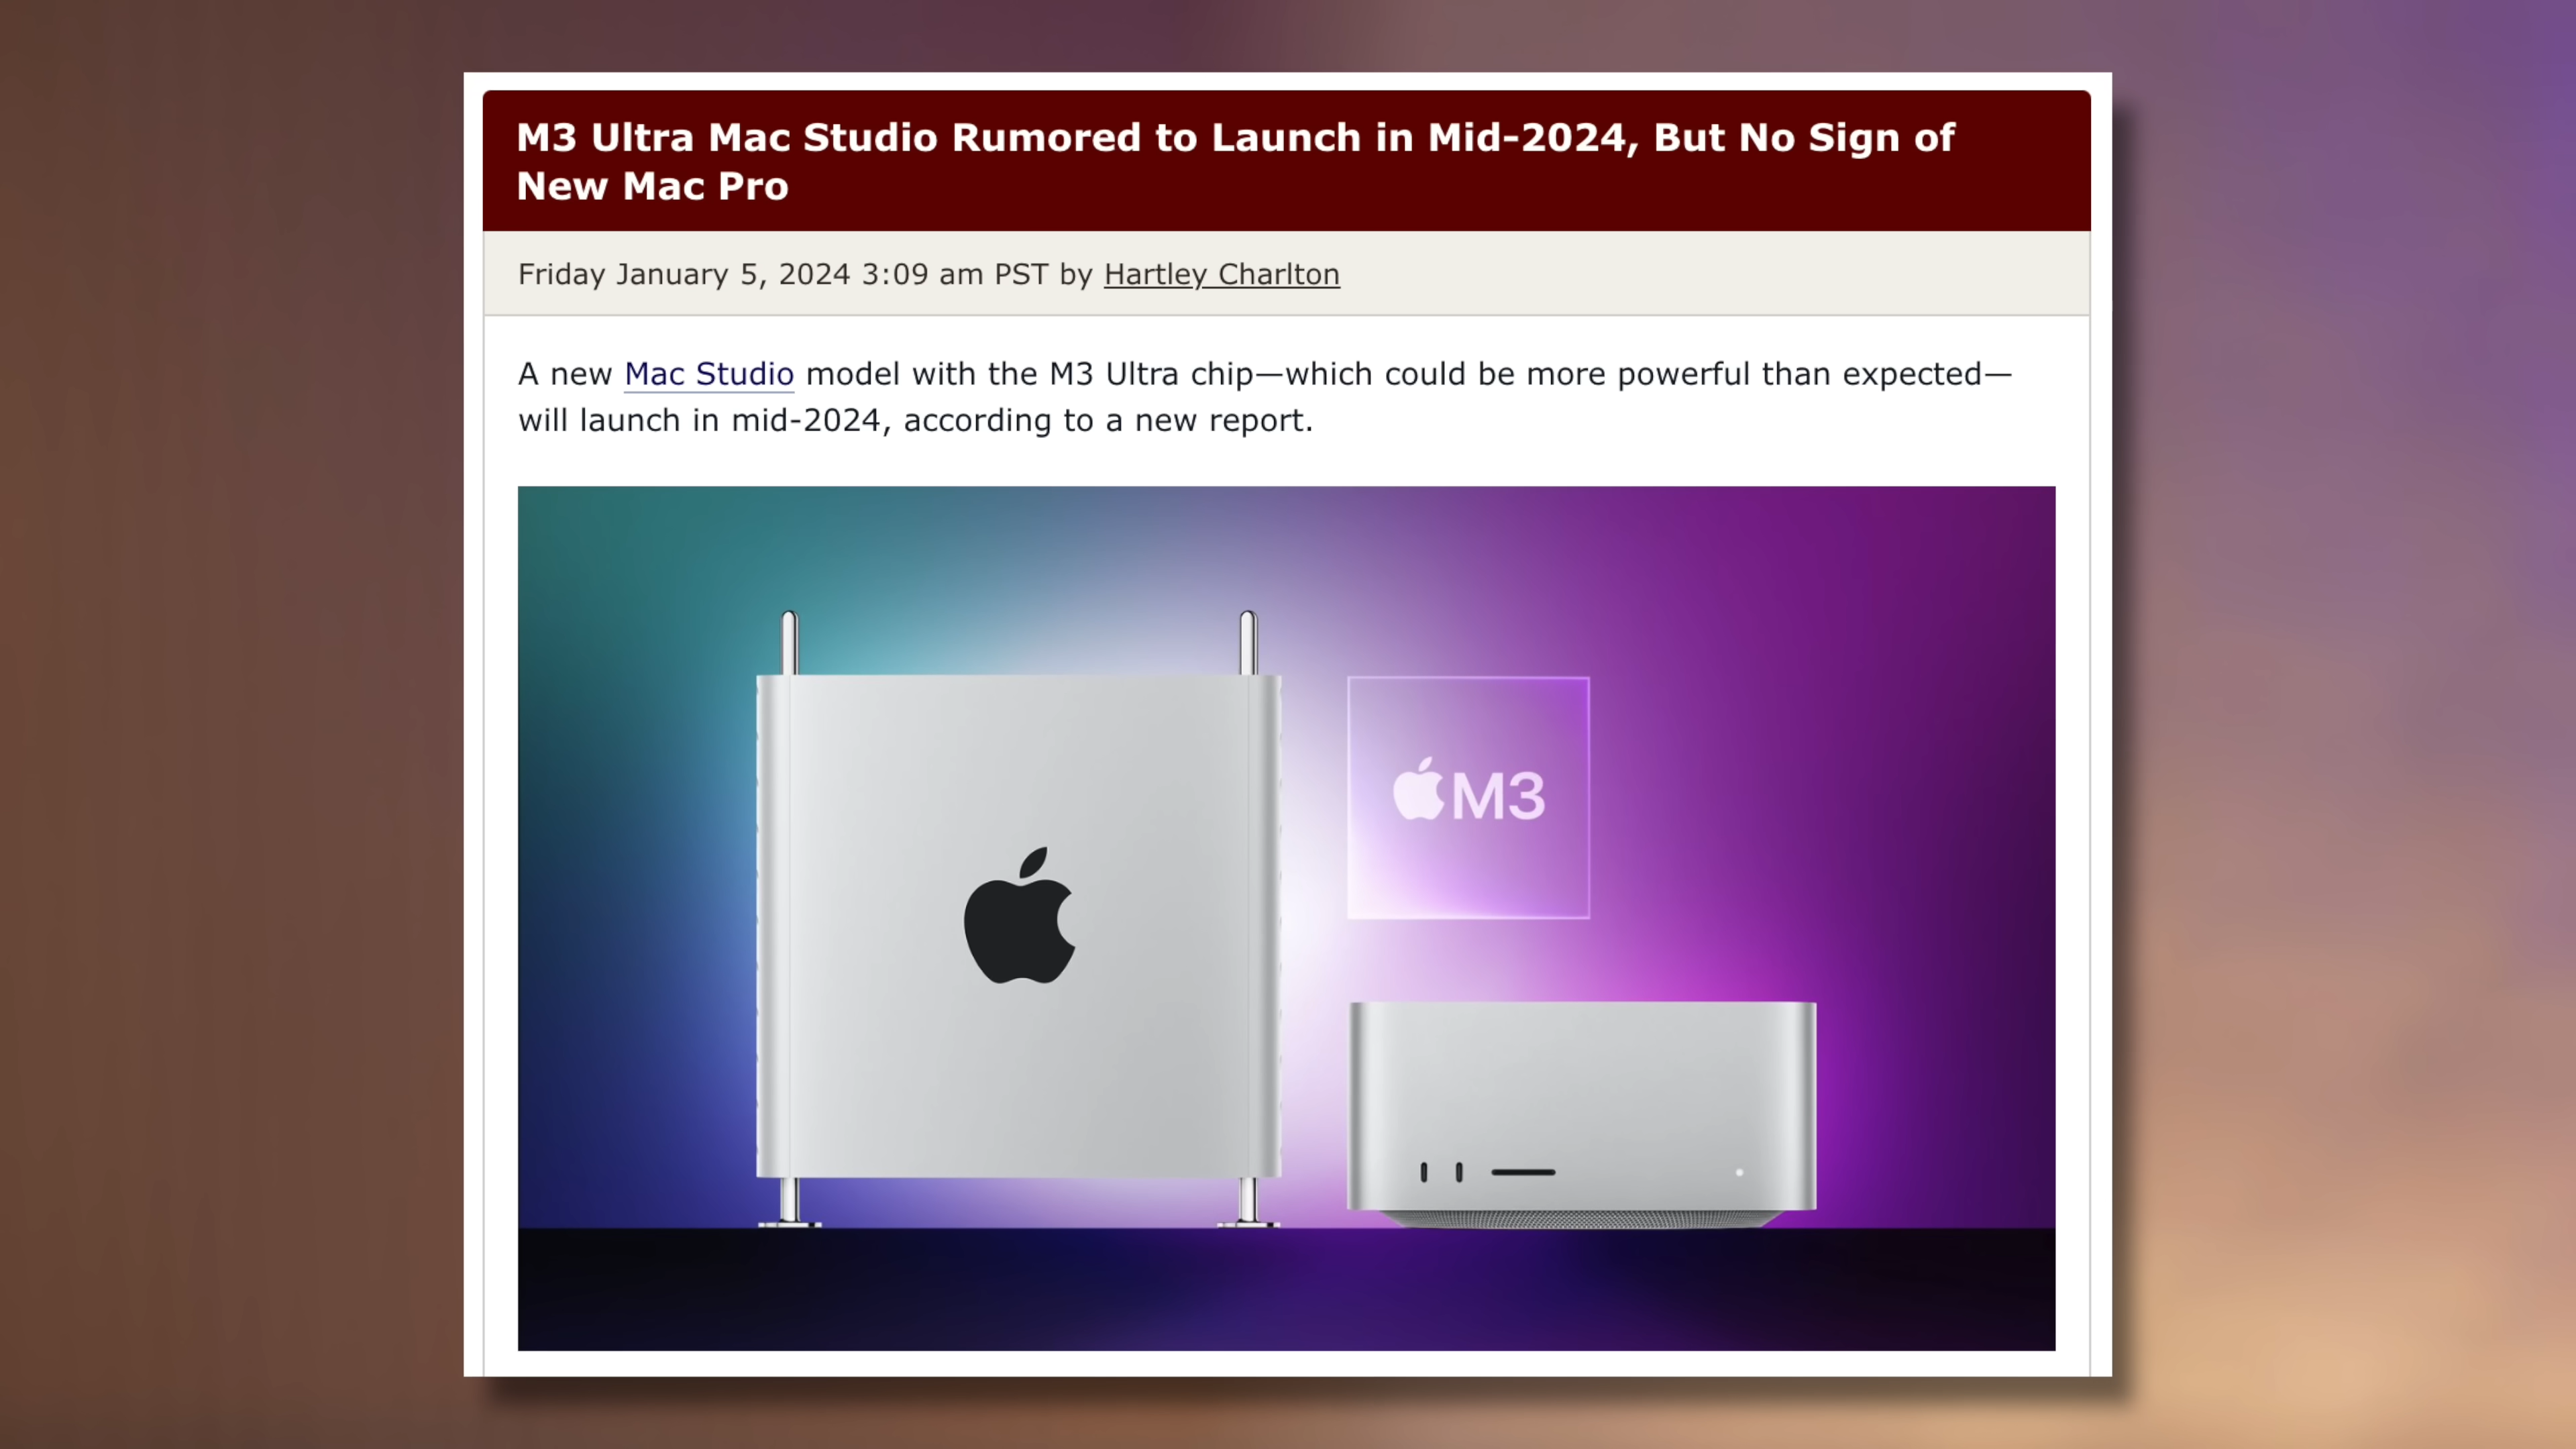 M3 Ultra Mac Studio Rumored to Launch in Mid-2024, But No Sign of
New Mac Pro
Friday January 5, 2024 3:09 am PST by Hartley Charlton
A new Mac Studio model with the M3 Ultra chip—which could be more powerful than expected—
will launch in mid-2024, according to a new report.
M3